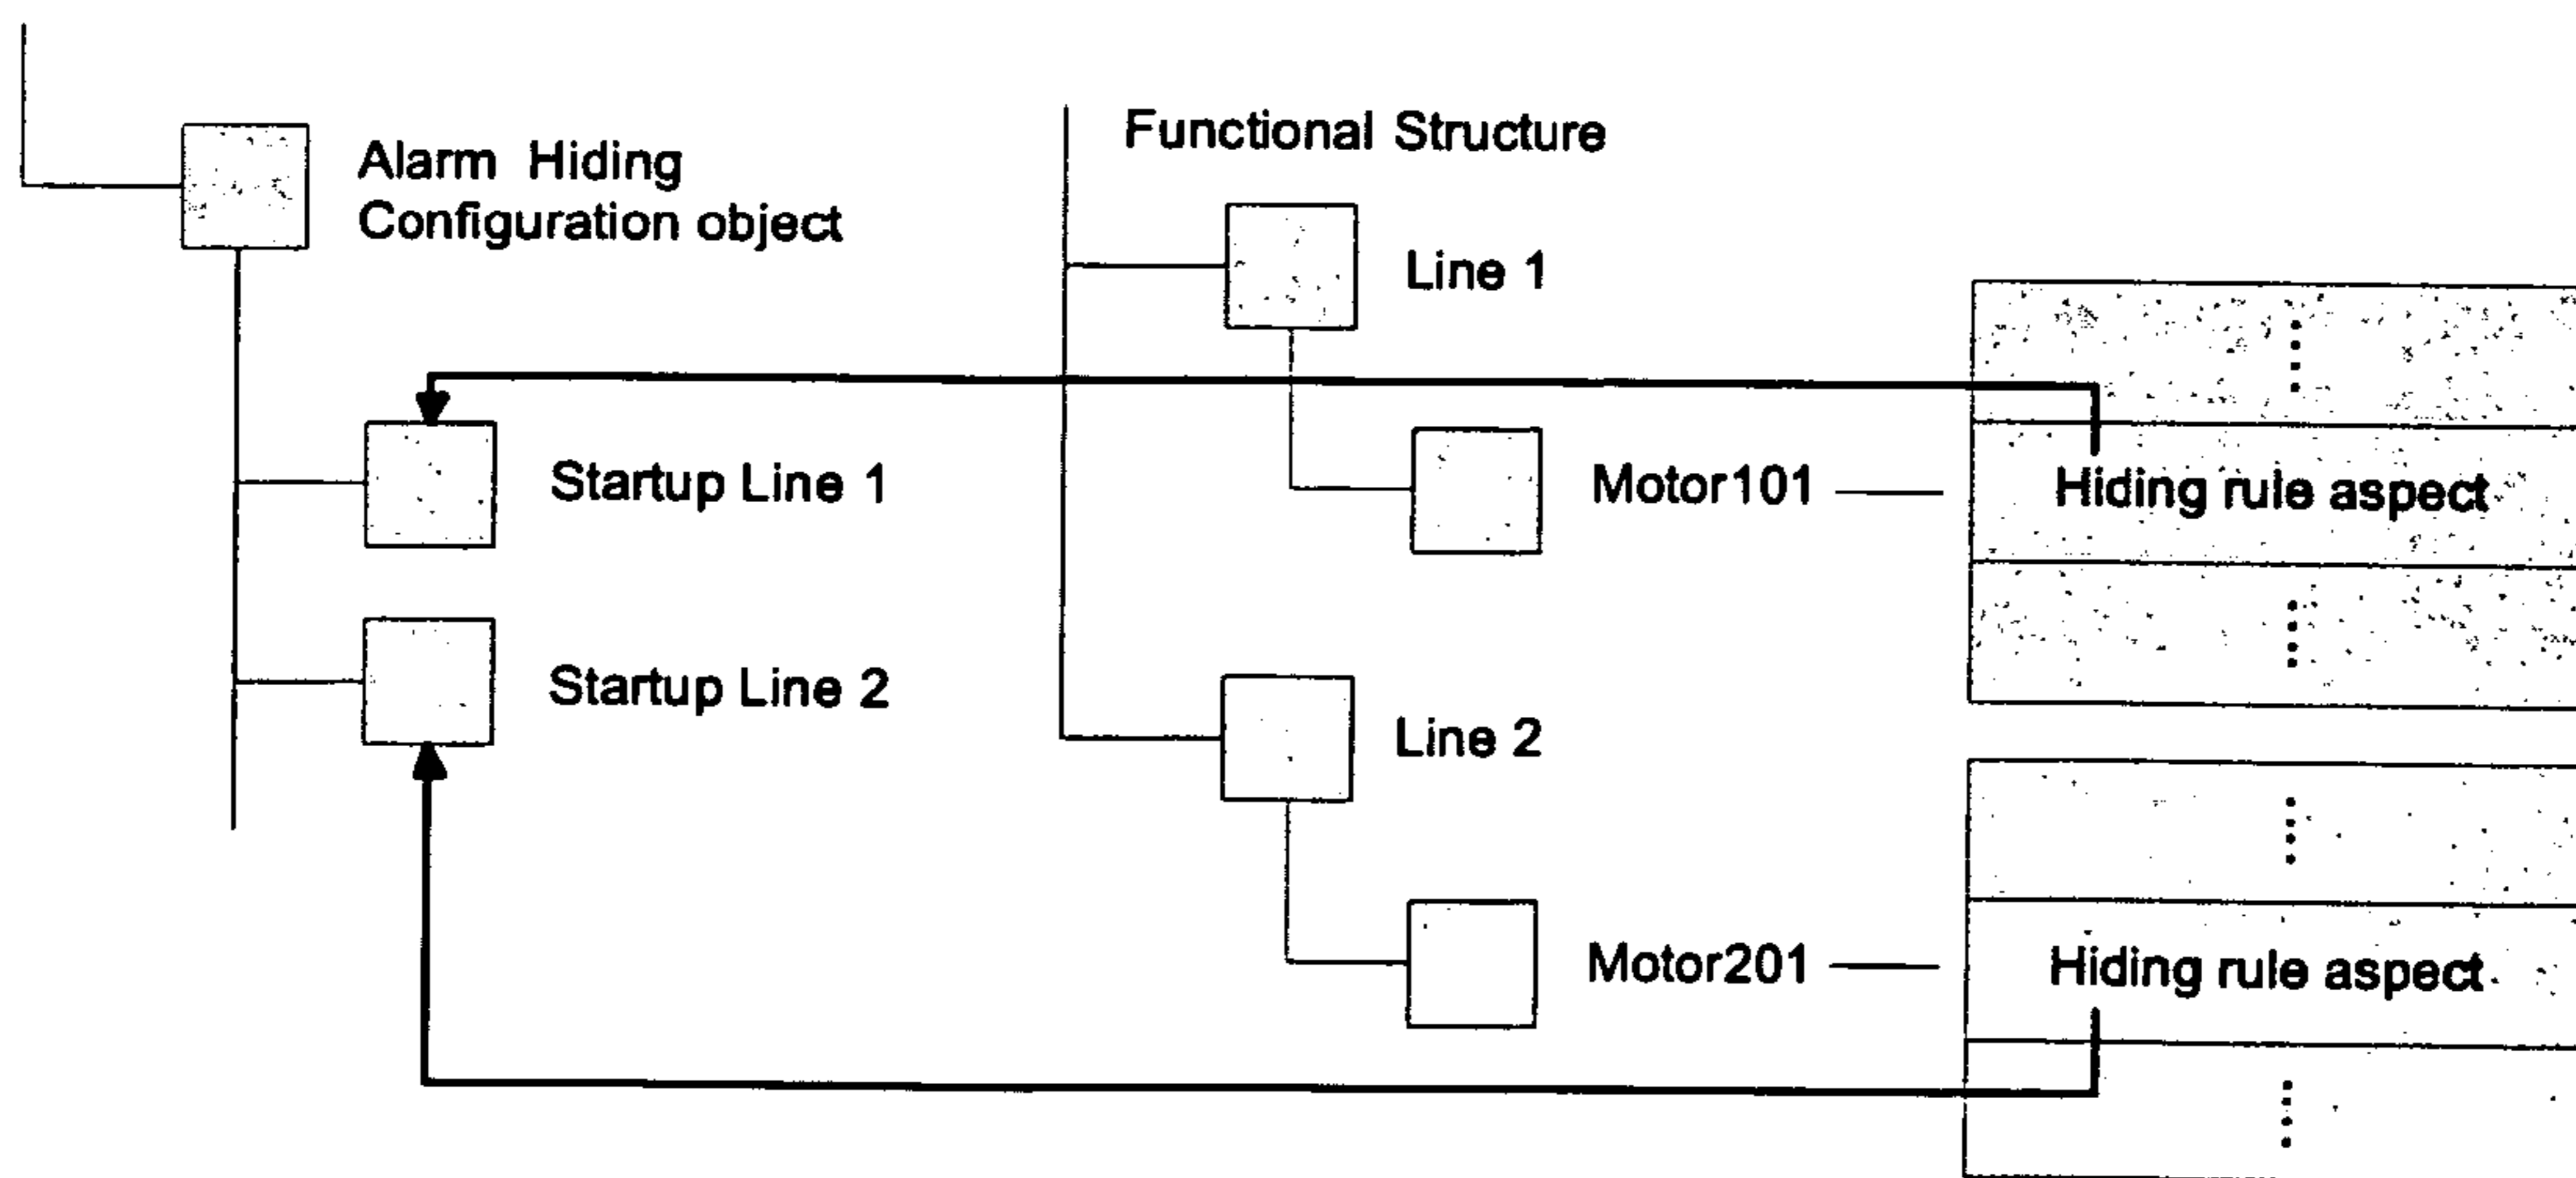 Alarm Hiding
Configuration object
Startup Line 1
Startup Line 2
Functional Structure
Line 1
Motor101
Line 2
Motor201
Hiding rule aspect
Hiding rule aspect